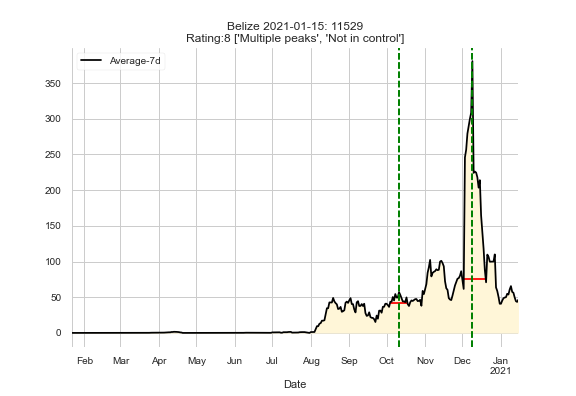 Belize 2021-01-15: 11529
Rating:8 ['Multiple peaks', 'Not in control']
Average-7d
350
300
250
200
150
100
50
0
Feb Mar Apr May Jun Jul Aug Sep Oct Nov Dec Jan
2021
Date